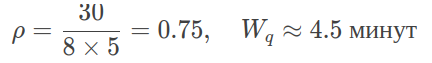 ρ = 30 / (8 × 5) = 0.75, W_q ≈ 4.5 минут